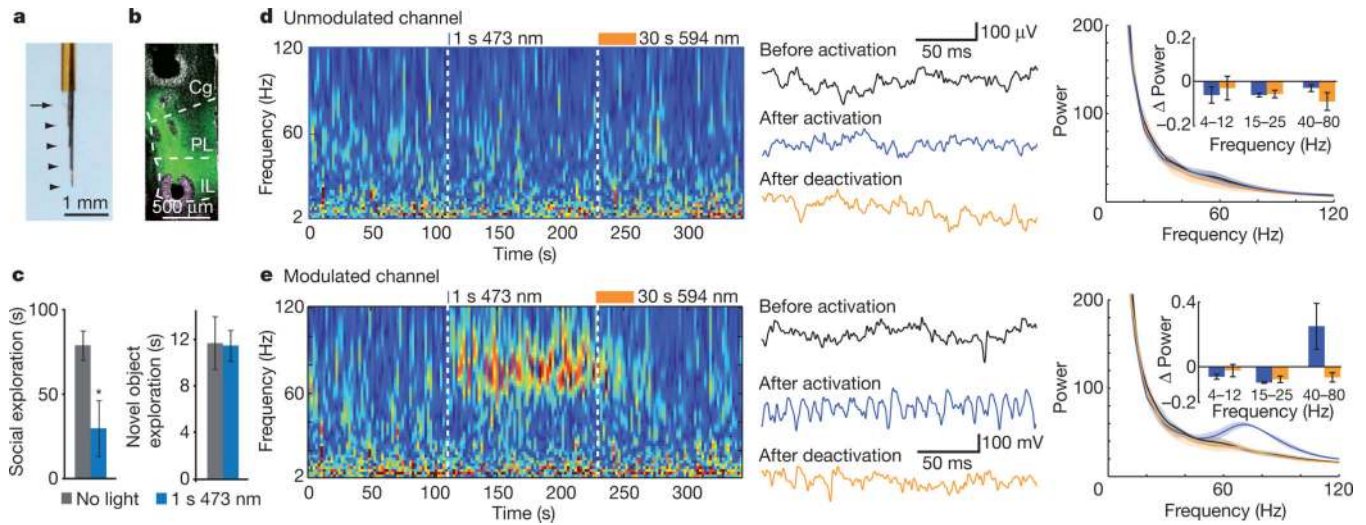 a
1 mm
b
Cg
PL
IL
500 μm
c
Social exploration (s)
100
50
0
Novel object exploration (s)
12
8
4
0
No light
1 s 473 nm
d Unmodulated channel
1 s 473 nm
30 s 594 nm
Frequency (Hz)
120
60
2
0 50 100 150 200 250 300
Time (s)
Before activation
After activation
After deactivation
100 μV
50 ms
Power
200
100
0
0 60 120
Frequency (Hz)
Δ Power
0.2
0
−0.2
4–12 15–25 40–80
Frequency (Hz)
e Modulated channel
1 s 473 nm
30 s 594 nm
Frequency (Hz)
120
60
2
0 50 100 150 200 250 300
Time (s)
Before activation
After activation
After deactivation
100 mV
50 ms
Power
200
100
0
0 60 120
Frequency (Hz)
Δ Power
0.4
0
−0.2
4–12 15–25 40–80
Frequency (Hz)
*